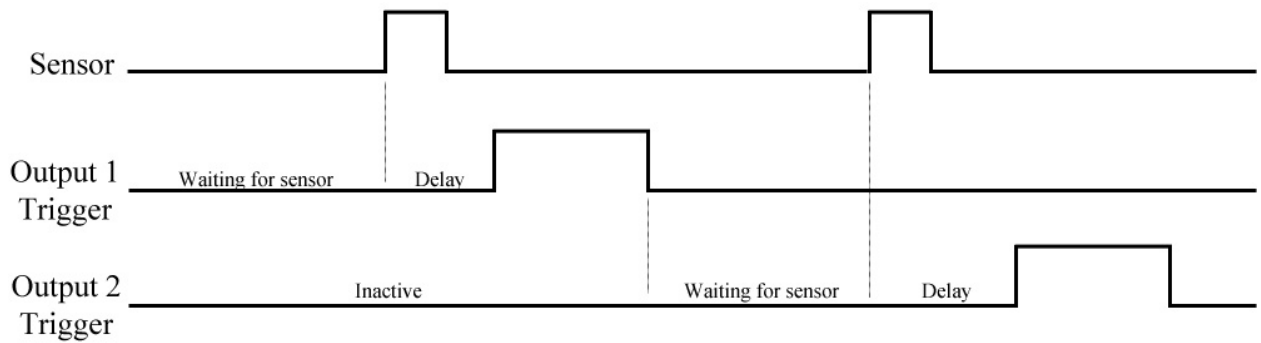 Sensor
Output 1
Trigger
Waiting for sensor
Delay
Output 2
Trigger
Inactive
Waiting for sensor
Delay